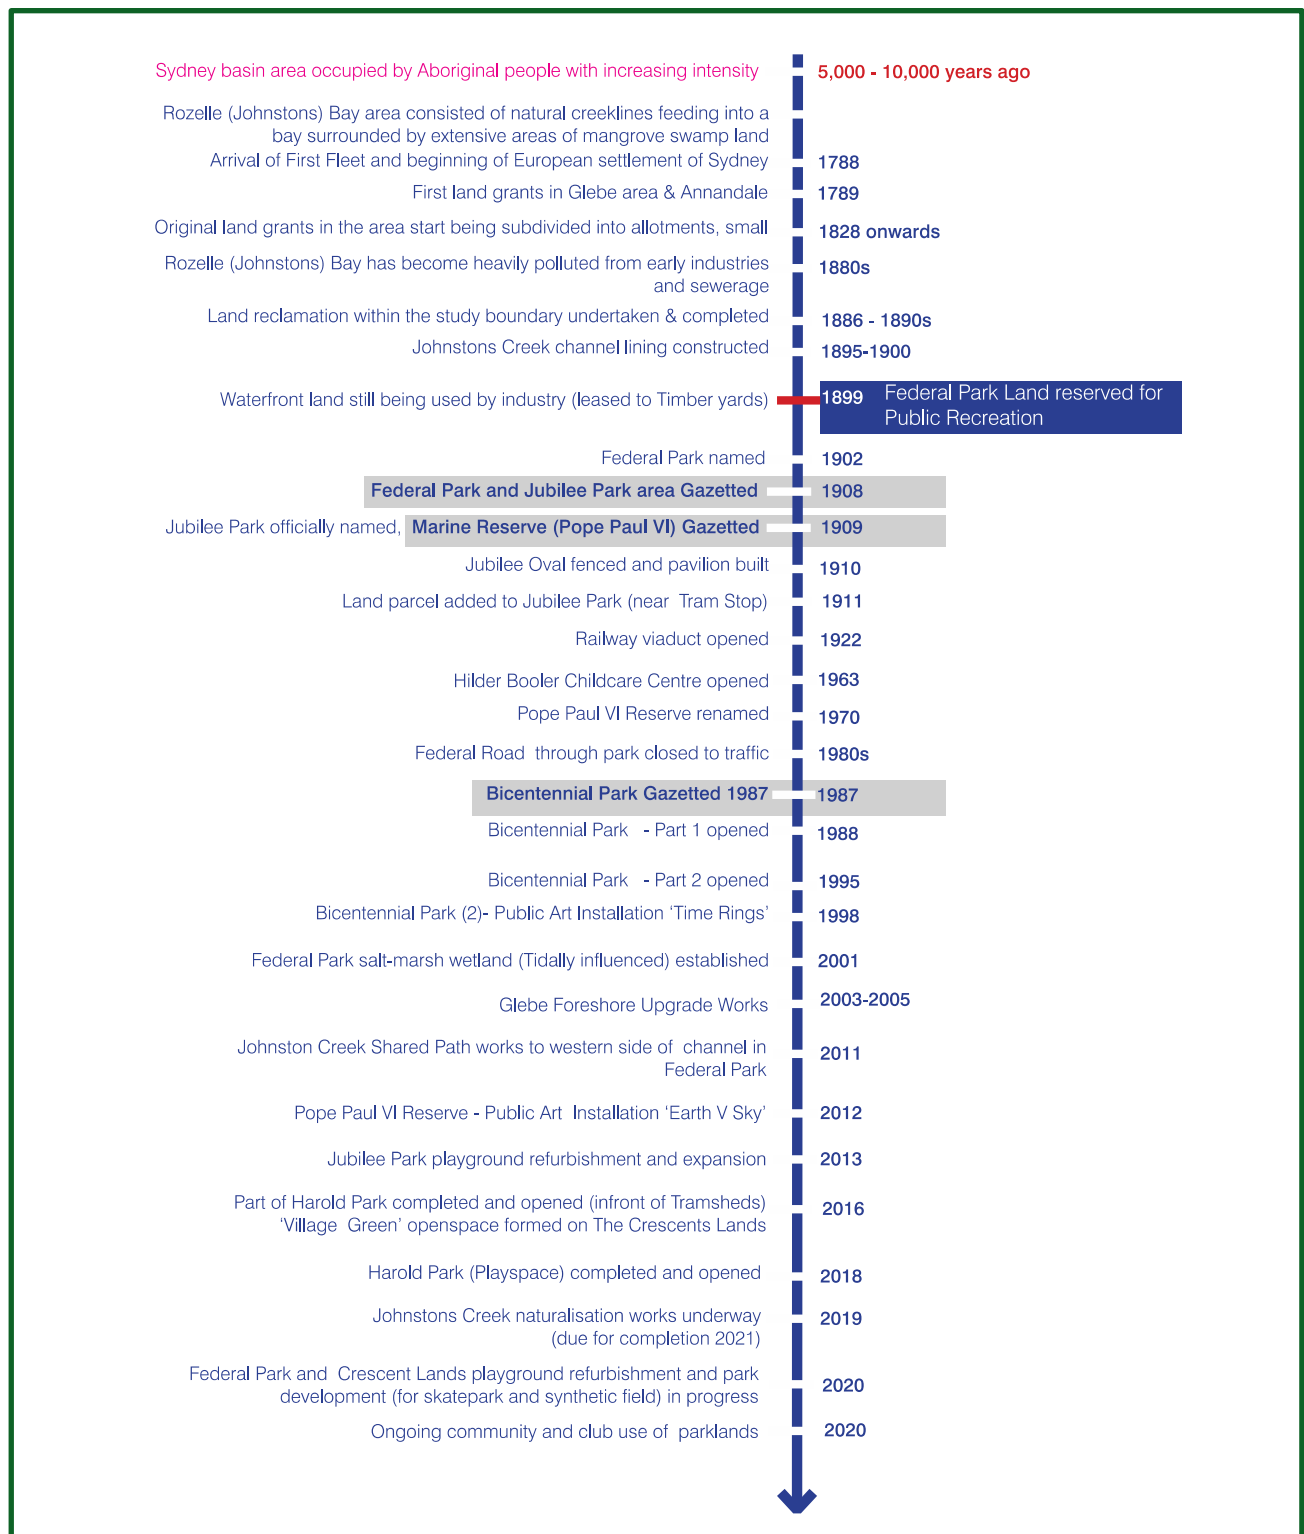 Sydney basin area occupied by Aboriginal people with increasing intensity 5,000 - 10,000 years ago
Rozelle (Johnstons) Bay area consisted of natural creeklines feeding into a
bay surrounded by extensive areas of mangrove swamp land
Arrival of First Fleet and beginning of European settlement of Sydney 1788
First land grants in Glebe area & Annandale 1789
Original land grants in the area start being subdivided into allotments, small 1828 onwards
Rozelle (Johnstons) Bay has become heavily polluted from early industries 1880s
and sewerage
Land reclamation within the study boundary undertaken & completed 1886 - 1890s
Johnstons Creek channel lining constructed 1895-1900
Waterfront land still being used by industry (leased to Timber yards) 1899 Federal Park Land reserved for
Public Recreation
Federal Park named 1902
Federal Park and Jubilee Park area Gazetted 1908
Jubilee Park officially named, Marine Reserve (Pope Paul VI) Gazetted 1909
Jubilee Oval fenced and pavilion built 1910
Land parcel added to Jubilee Park (near Tram Stop) 1911
Railway viaduct opened 1922
Hilder Booler Childcare Centre opened 1963
Pope Paul VI Reserve renamed 1970
Federal Road through park closed to traffic 1980s
Bicentennial Park Gazetted 1987 1987
Bicentennial Park - Part 1 opened 1988
Bicentennial Park - Part 2 opened 1995
Bicentennial Park (2)- Public Art Installation ‘Time Rings’ 1998
Federal Park salt-marsh wetland (Tidally influenced) established 2001
Glebe Foreshore Upgrade Works 2003-2005
Johnston Creek Shared Path works to western side of channel in 2011
Federal Park
Pope Paul VI Reserve - Public Art Installation ‘Earth V Sky’ 2012
Jubilee Park playground refurbishment and expansion 2013
Part of Harold Park completed and opened (infront of Tramsheds) 2016
‘Village Green’ openspace formed on The Crescents Lands
Harold Park (Playspace) completed and opened 2018
Johnstons Creek naturalisation works underway 2019
(due for completion 2021)
Federal Park and Crescent Lands playground refurbishment and park 2020
development (for skatepark and synthetic field) in progress
Ongoing community and club use of parklands 2020